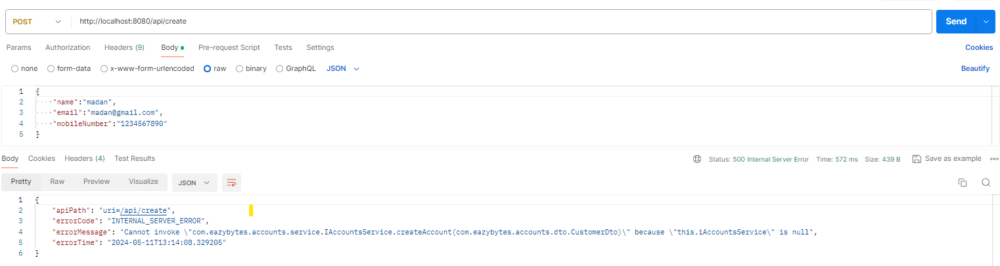 POST http://localhost:8080/api/create Send
Params Authorization Headers (9) Body Pre-request Script Tests Settings Cookies
none form-data x-www-form-urlencoded raw binary GraphQL JSON Beautify
1 {
2 ····"name":"madan",
3 ····"email":"madan@gmail.com",
4 ····"mobileNumber":"1234567890"
5 }
Body Cookies Headers (4) Test Results Status: 500 Internal Server Error Time: 572 ms Size: 439 B Save as example
Pretty Raw Preview Visualize JSON
1 {
2 "apiPath": "uri=/api/create",
3 "errorCode": "INTERNAL_SERVER_ERROR",
4 "errorMessage": "Cannot invoke \"com.eazybytes.accounts.service.IAccountsService.createAccount(com.eazybytes.accounts.dto.CustomerDto)\" because \"this.iAccountsService\" is null",
5 "errorTime": "2024-05-11T13:14:08.329205"
6 }